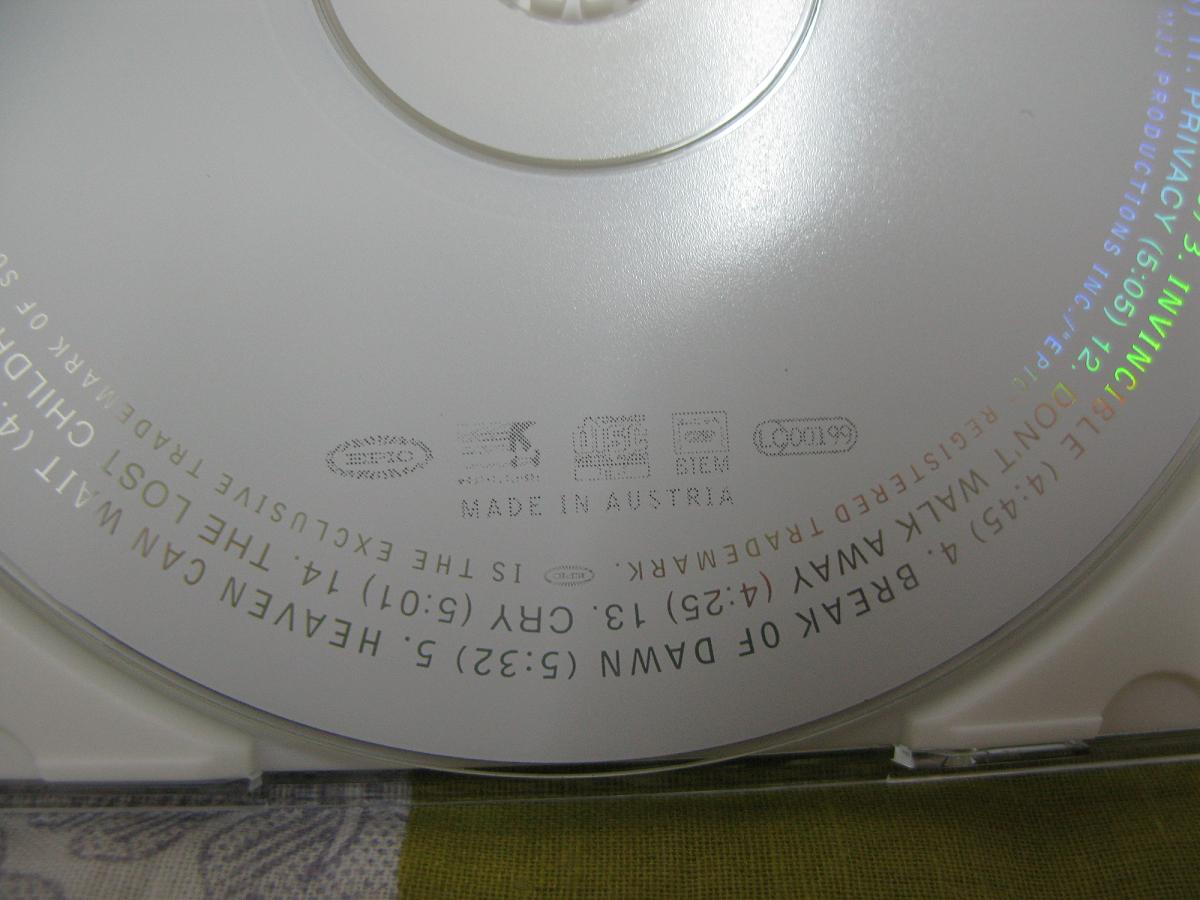 3. INVINCIBLE (4:45) 4. BREAK OF DAWN (5:32) 5. HEAVEN CAN WAIT (4:
11. PRIVACY (5:05) 12. DON'T WALK AWAY (4:25) 13. CRY (5:01) 14. THE LOST CHILDR
MJJ PRODUCTIONS INC./"EPIC" REGISTERED TRADEMARK. EPIC IS THE EXCLUSIVE TRADEMARK OF SO
EPIC disc BIEM LQ00199
MADE IN AUSTRIA